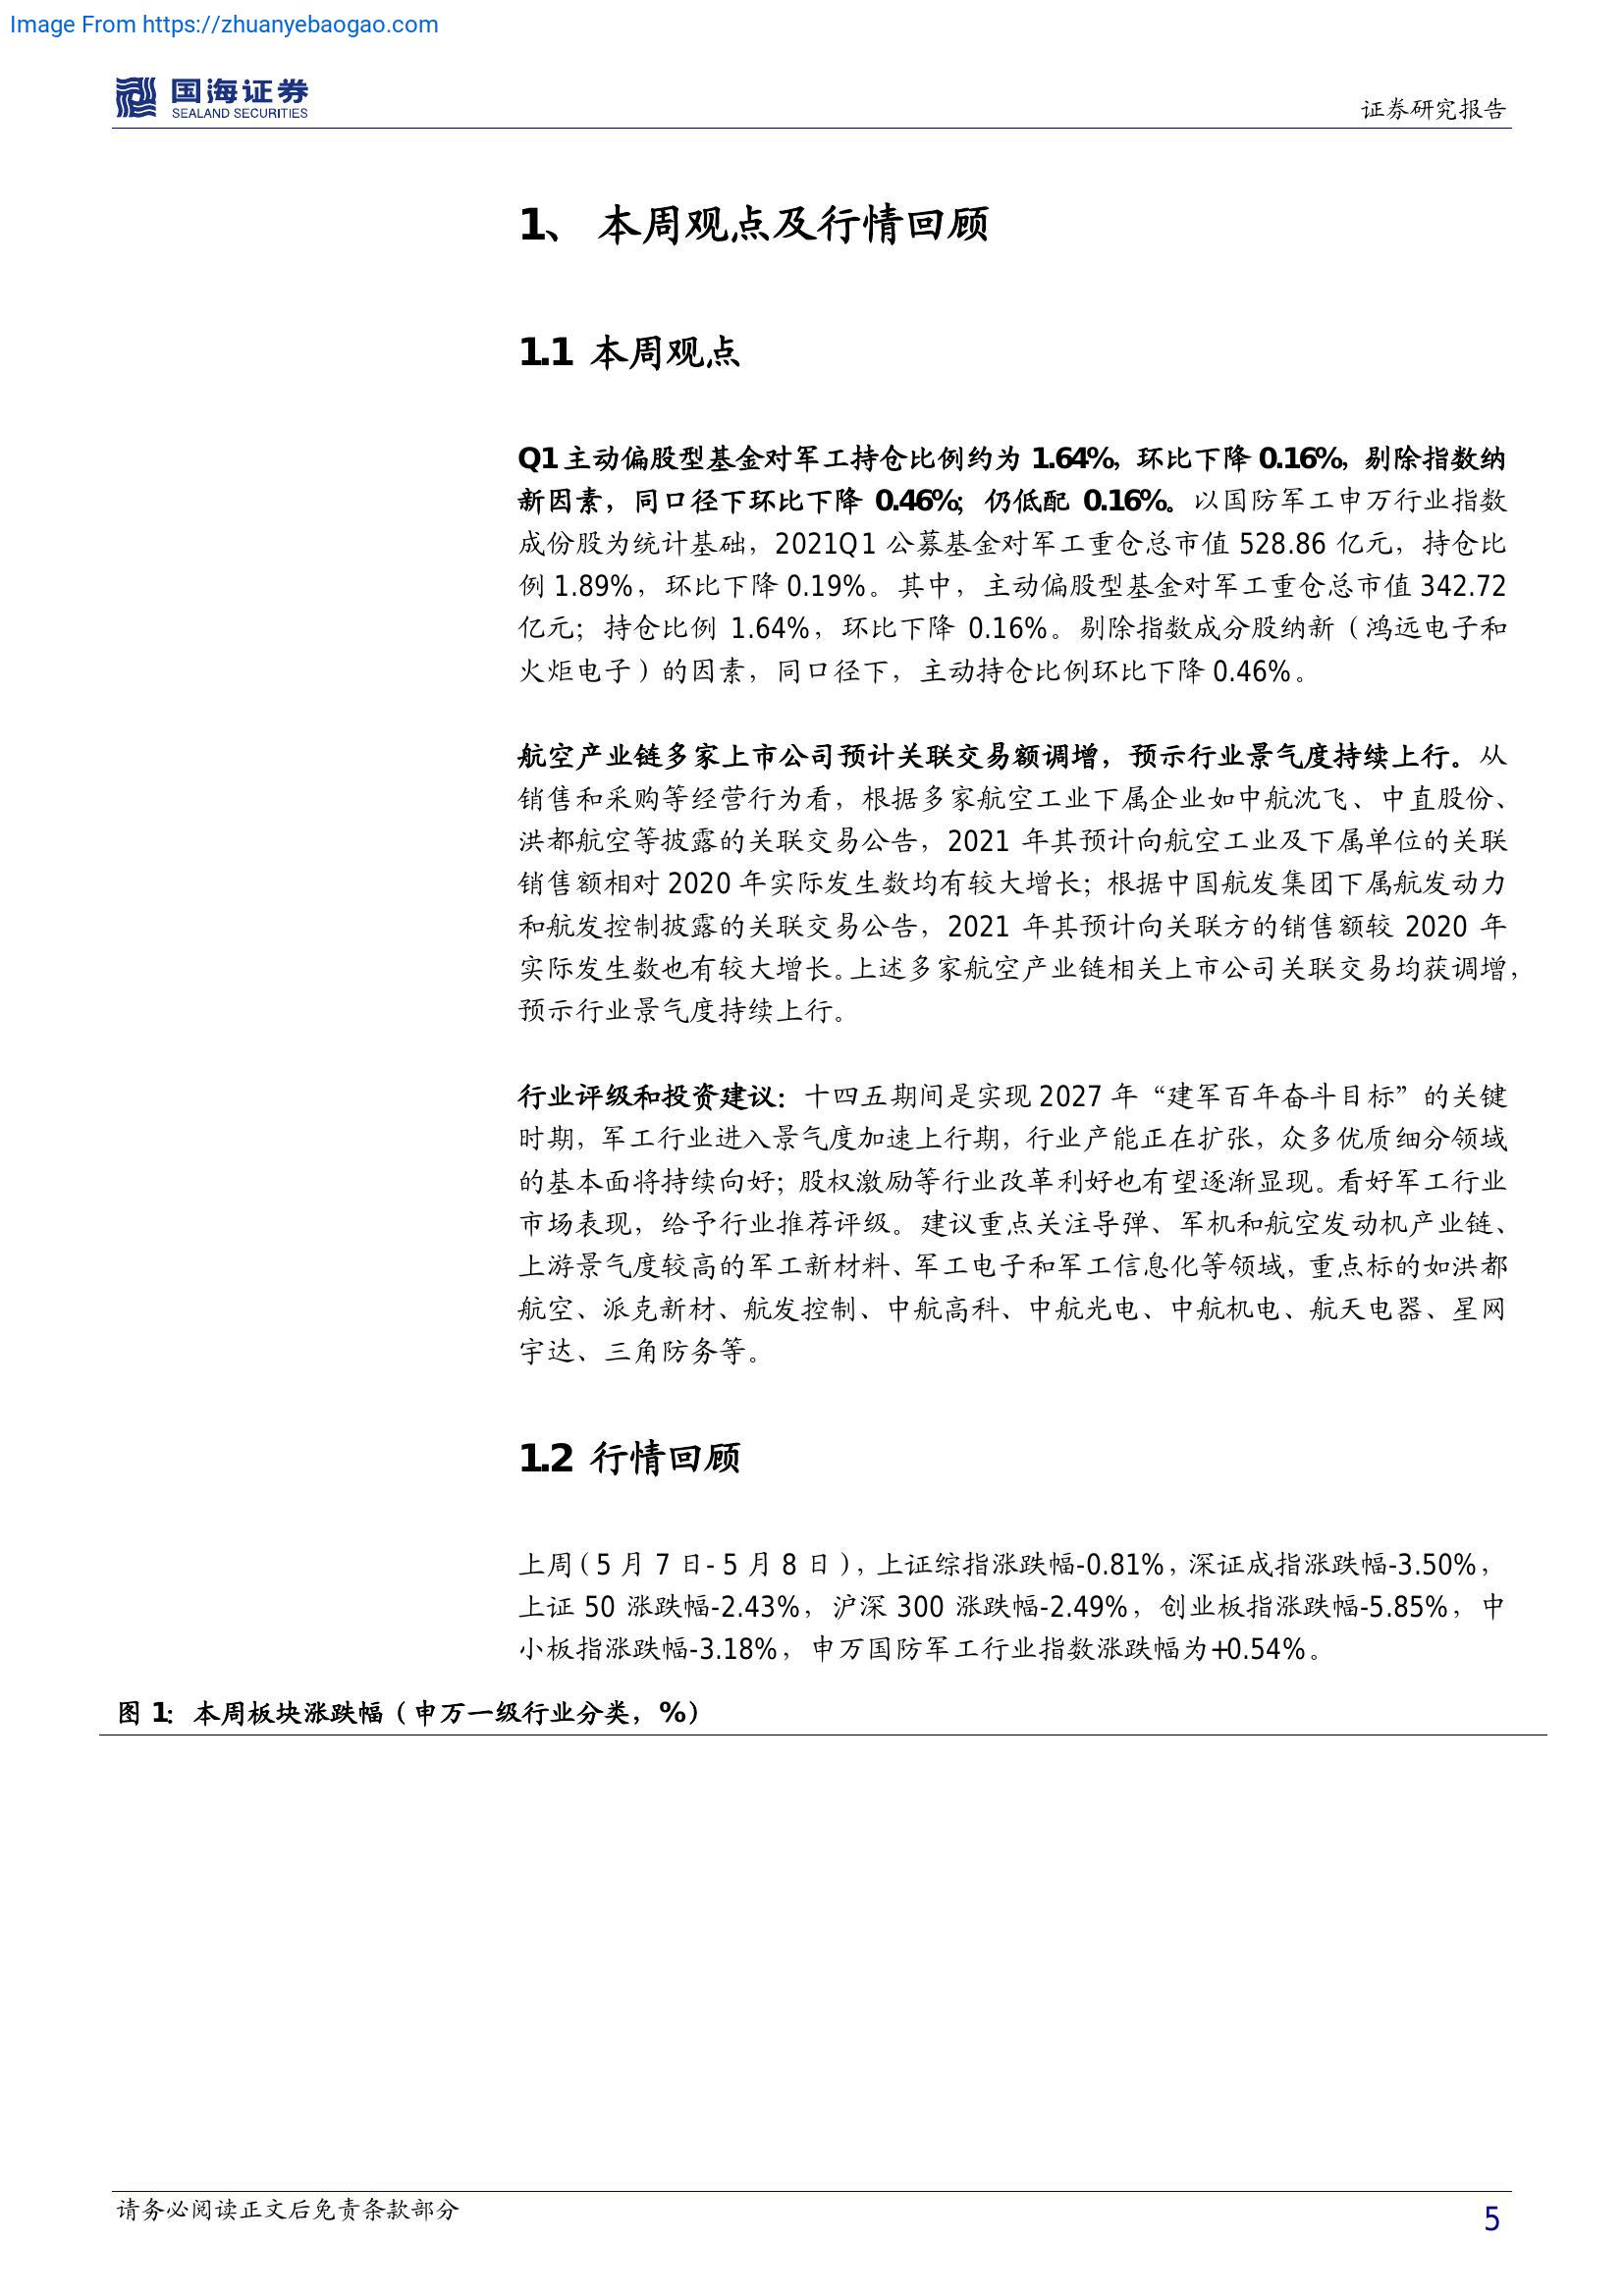 Image From https://zhuanyebaogao.com
国海证券
SEALAND SECURITIES
证券研究报告
1、 本周观点及行情回顾
1.1 本周观点
Q1主动偏股型基金对军工持仓比例约为 1.64%，环比下降 0.16%，剔除指数纳
新因素，同口径下环比下降 0.46%；仍低配 0.16%。以国防军工申万行业指数
成份股为统计基础，2021Q1 公募基金对军工重仓总市值 528.86 亿元，持仓比
例 1.89%，环比下降 0.19%。其中，主动偏股型基金对军工重仓总市值 342.72
亿元；持仓比例 1.64%，环比下降 0.16%。剔除指数成分股纳新（鸿远电子和
火炬电子）的因素，同口径下，主动持仓比例环比下降 0.46%。
航空产业链多家上市公司预计关联交易额调增，预示行业景气度持续上行。从
销售和采购等经营行为看，根据多家航空工业下属企业如中航沈飞、中直股份、
洪都航空等披露的关联交易公告，2021 年其预计向航空工业及下属单位的关联
销售额相对 2020 年实际发生数均有较大增长；根据中国航发集团下属航发动力
和航发控制披露的关联交易公告，2021 年其预计向关联方的销售额较 2020 年
实际发生数也有较大增长。上述多家航空产业链相关上市公司关联交易均获调增，
预示行业景气度持续上行。
行业评级和投资建议：十四五期间是实现 2027 年“建军百年奋斗目标”的关键
时期，军工行业进入景气度加速上行期，行业产能正在扩张，众多优质细分领域
的基本面将持续向好；股权激励等行业改革利好也有望逐渐显现。看好军工行业
市场表现，给予行业推荐评级。建议重点关注导弹、军机和航空发动机产业链、
上游景气度较高的军工新材料、军工电子和军工信息化等领域，重点标的如洪都
航空、派克新材、航发控制、中航高科、中航光电、中航机电、航天电器、星网
宇达、三角防务等。
1.2 行情回顾
上周（5 月 7 日- 5 月 8 日），上证综指涨跌幅-0.81%，深证成指涨跌幅-3.50%，
上证 50 涨跌幅-2.43%，沪深 300 涨跌幅-2.49%，创业板指涨跌幅-5.85%，中
小板指涨跌幅-3.18%，申万国防军工行业指数涨跌幅为+0.54%。
图 1：本周板块涨跌幅（申万一级行业分类，%）
请务必阅读正文后免责条款部分
5